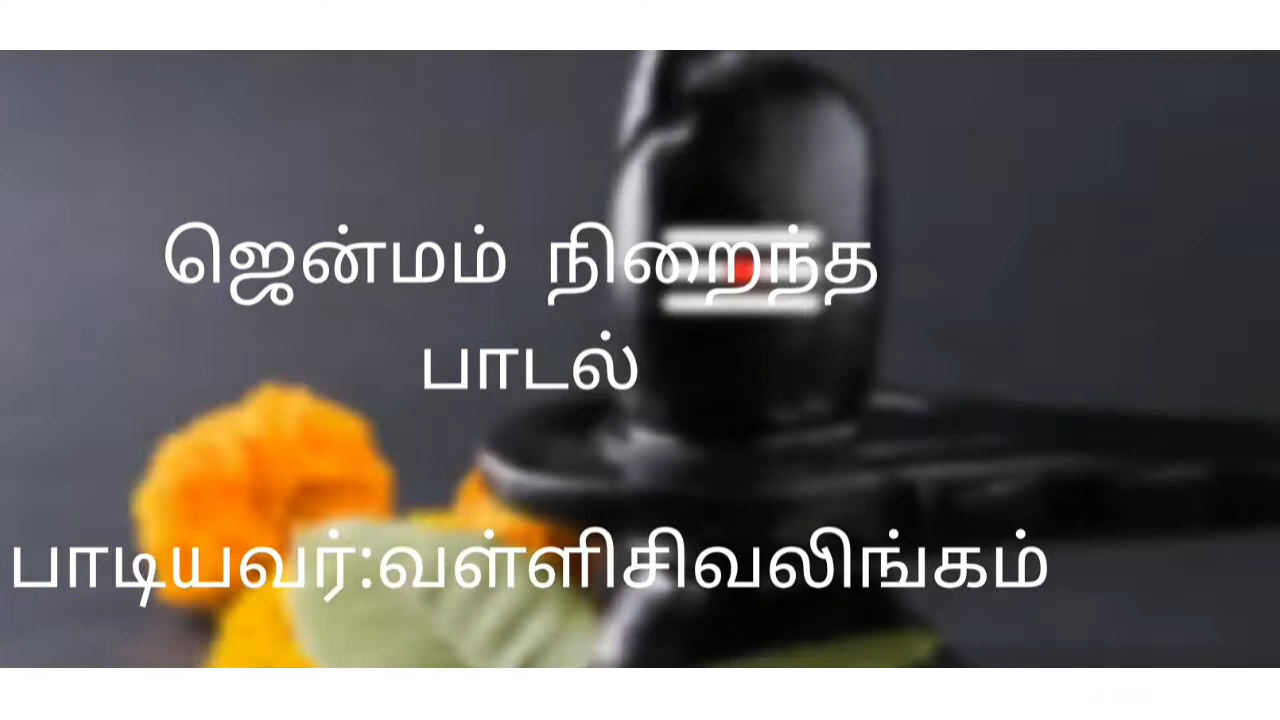 ஜென்மம் நிறைந்த
பாடல்
பாடியவர்:வள்ளிசிவலிங்கம்